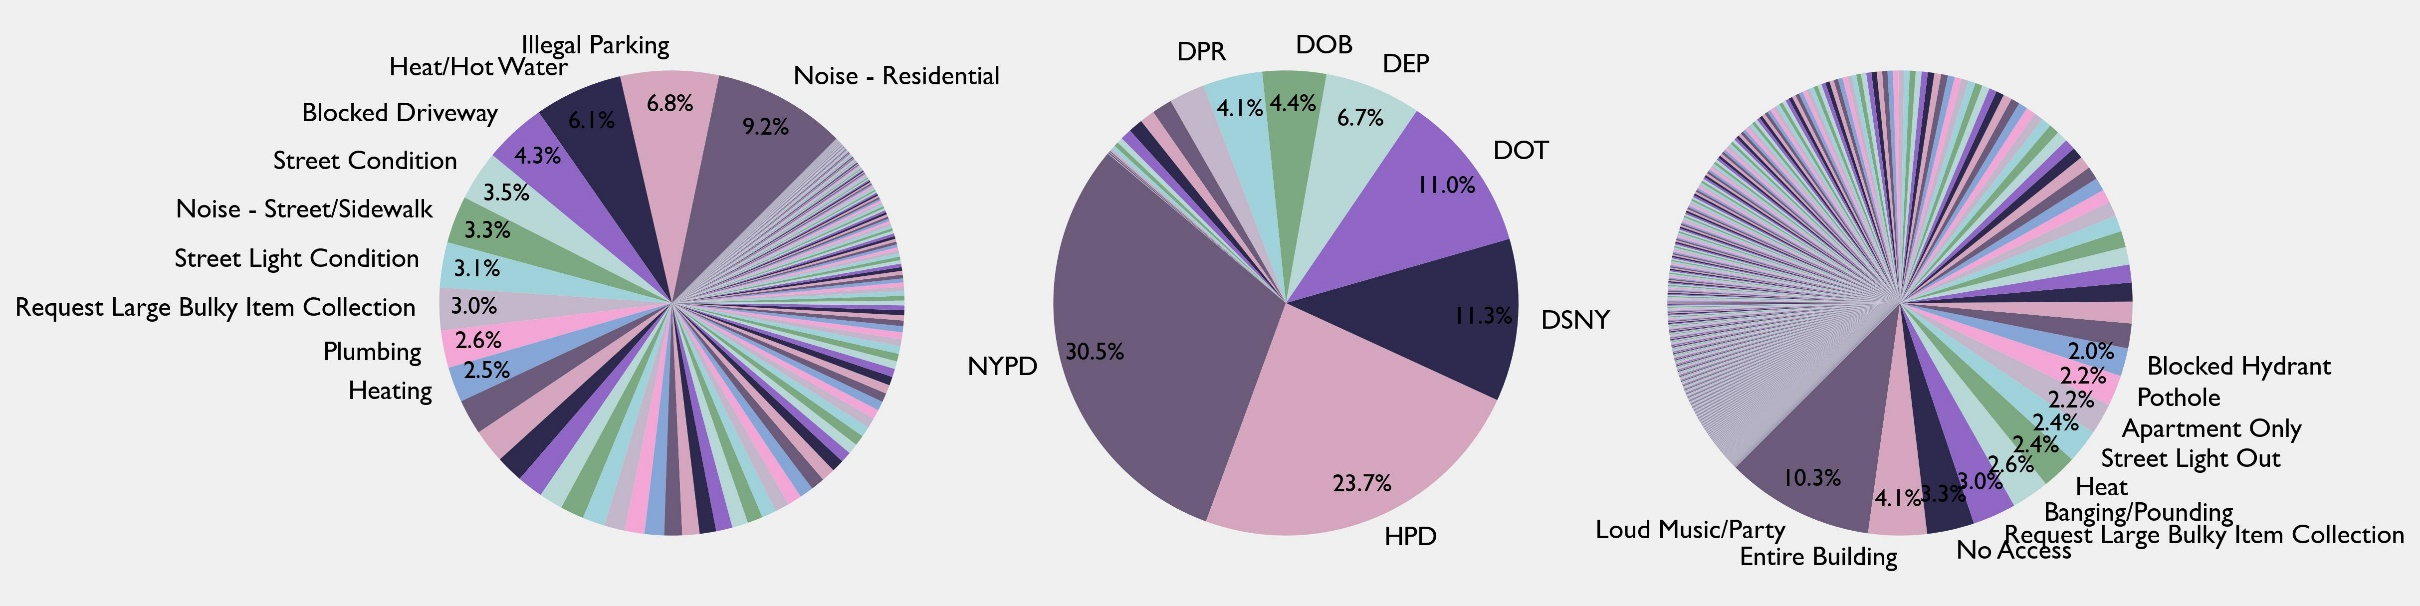 Illegal Parking
Heat/Hot Water
Noise - Residential
Blocked Driveway
Street Condition
Noise - Street/Sidewalk
Street Light Condition
Request Large Bulky Item Collection
Plumbing
Heating
9.2%
6.8%
6.1%
4.3%
3.5%
3.3%
3.1%
3.0%
2.6%
2.5%
DPR
DOB
DEP
DOT
DSNY
HPD
NYPD
4.1%
4.4%
6.7%
11.0%
11.3%
23.7%
30.5%
2.0%
Blocked Hydrant
2.2%
Pothole
2.2%
Apartment Only
2.4%
Street Light Out
2.4%
Heat
2.6%
Banging/Pounding
3.0%
Request Large Bulky Item Collection
3.3%
No Access
4.1%
Entire Building
10.3%
Loud Music/Party